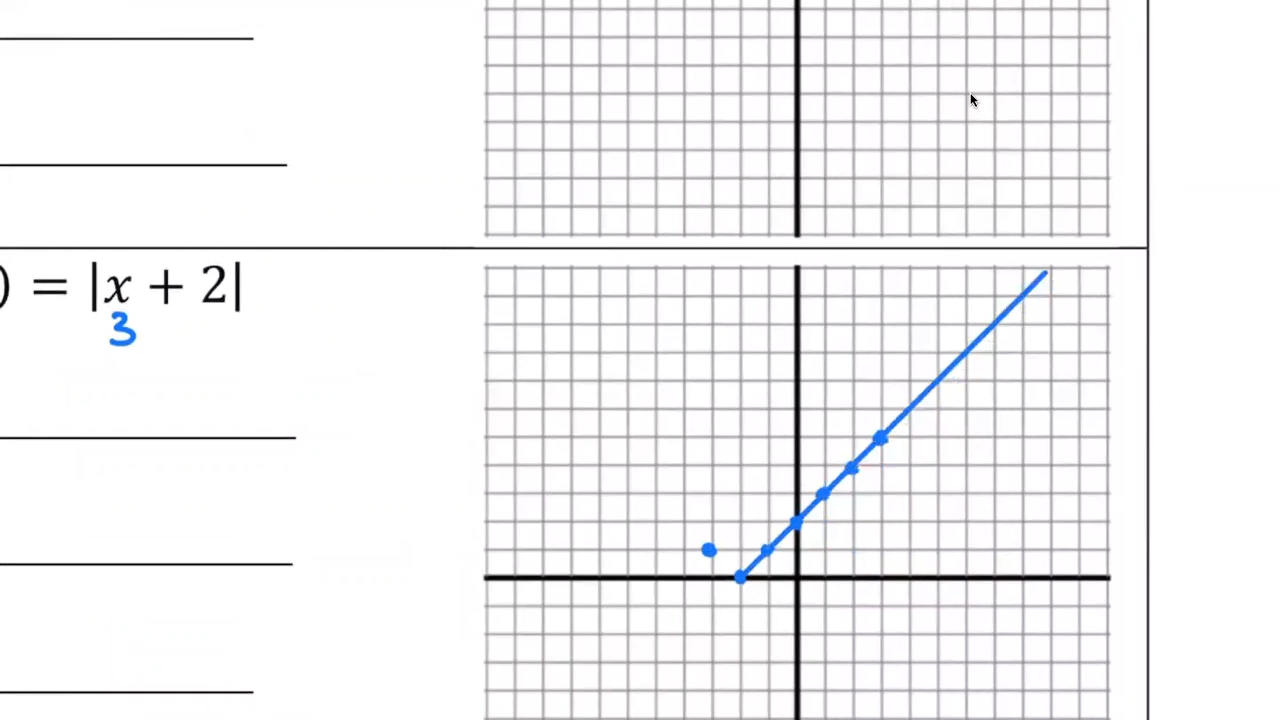 ) = |x + 2|
3